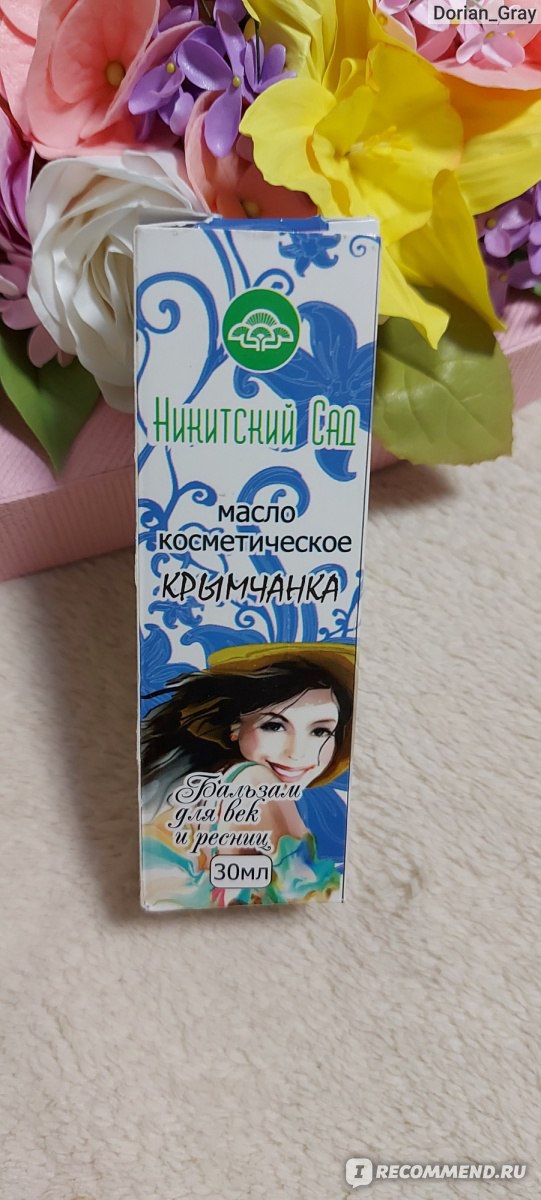 Dorian_Gray
Никитский Сад
масло
косметическое
КРЫМЧАНКА
Бальзам
для век
и ресниц
30мл
I RECOMMEND.RU